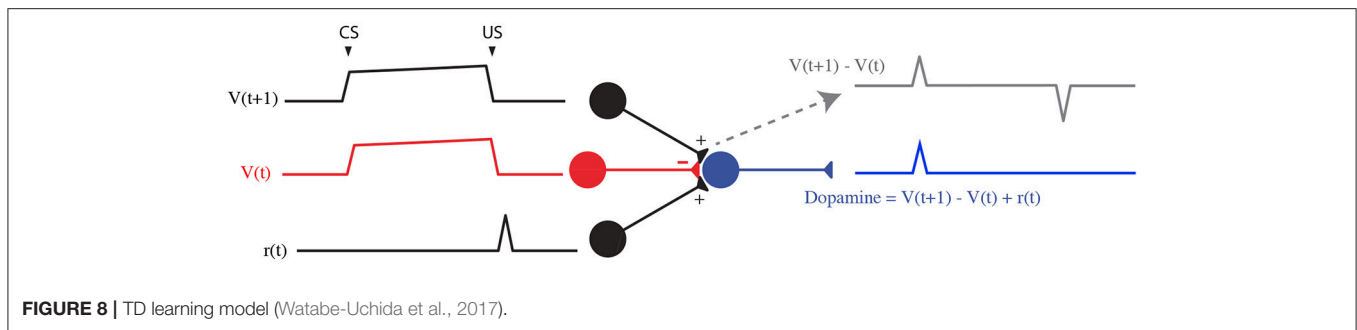 CS
US
V(t+1)
V(t)
r(t)
+
-
+
V(t+1) - V(t)
Dopamine = V(t+1) - V(t) + r(t)
FIGURE 8 | TD learning model (Watabe-Uchida et al., 2017).